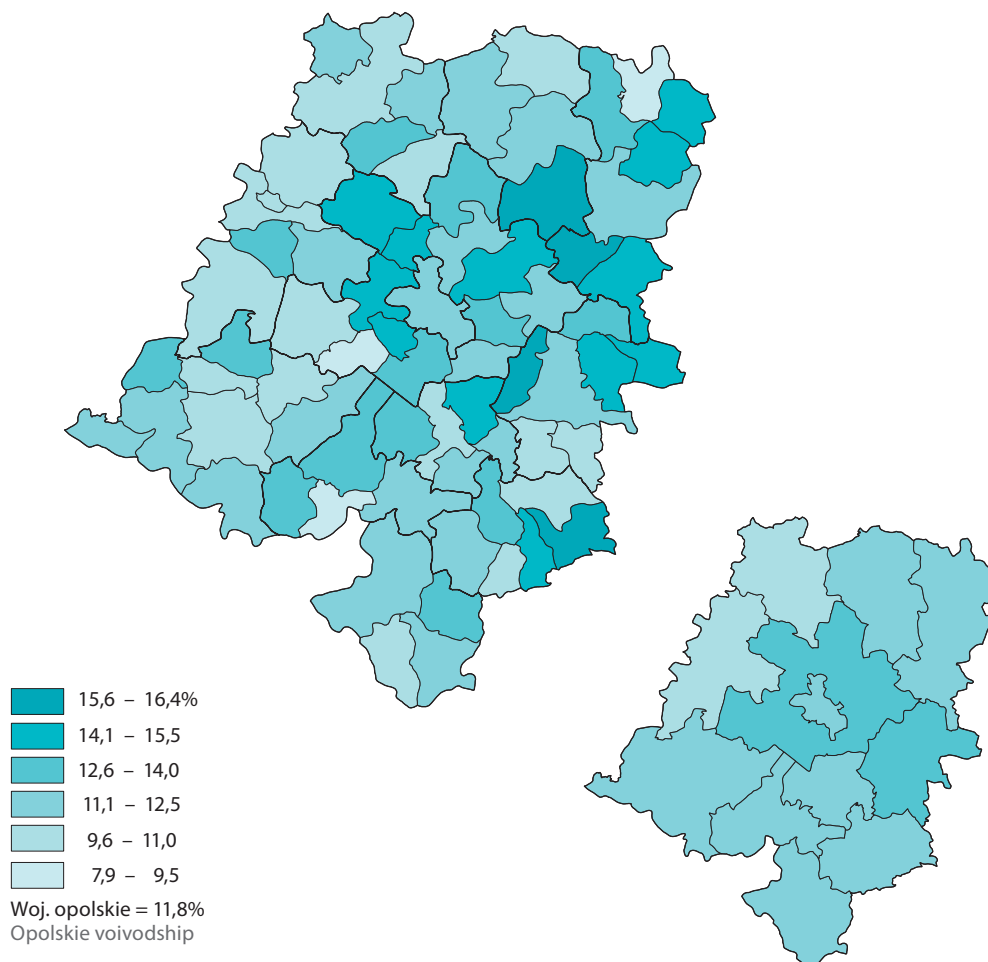 15,6 – 16,4%
14,1 – 15,5
12,6 – 14,0
11,1 – 12,5
9,6 – 11,0
7,9 – 9,5
Woj. opolskie = 11,8%
Opolskie voivodship